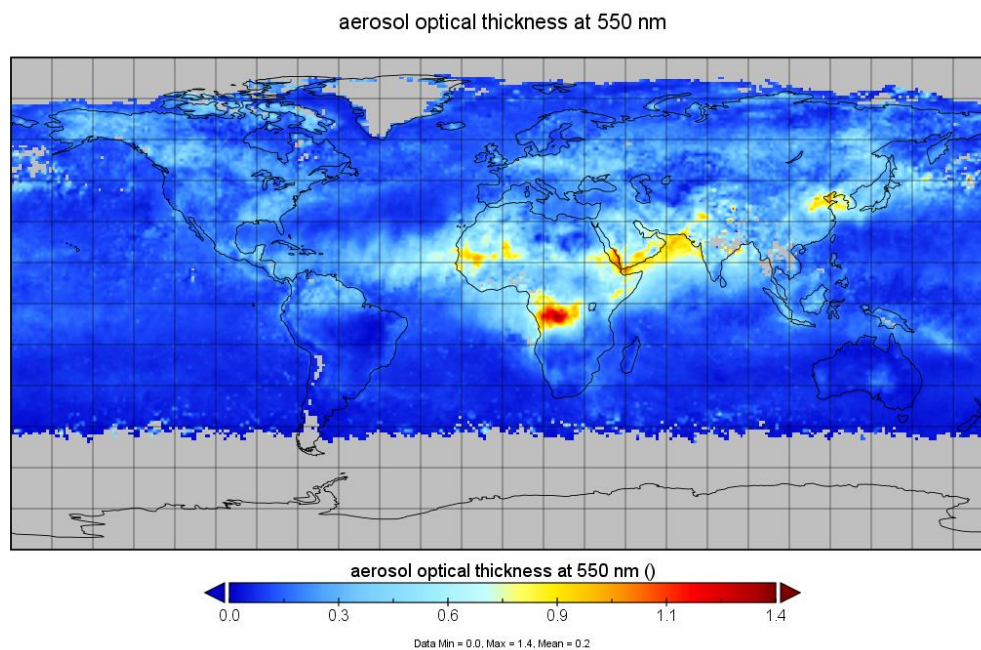 aerosol optical thickness at 550 nm
aerosol optical thickness at 550 nm ()
0.0 0.3 0.6 0.9 1.1 1.4
Data Min = 0.0, Max = 1.4, Mean = 0.2